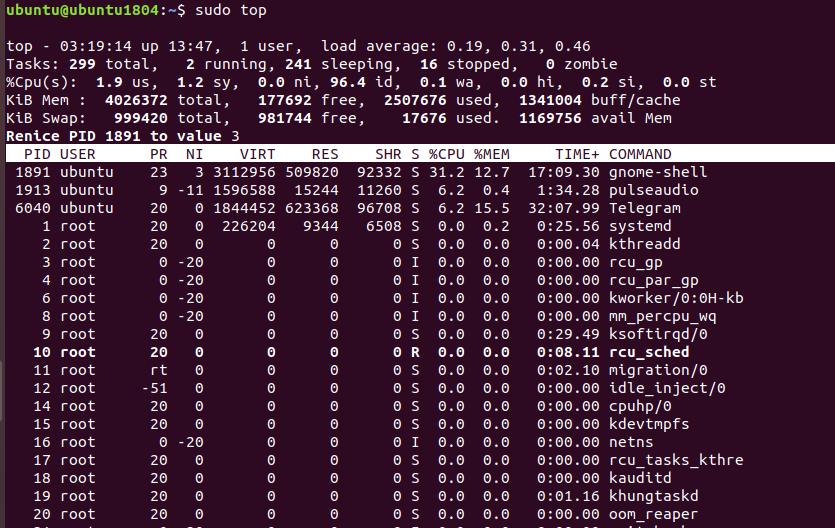 ubuntu@ubuntu1804:~$ sudo top
top - 03:19:14 up 13:47,  1 user,  load average: 0.19, 0.31, 0.46
Tasks: 299 total,   2 running, 241 sleeping,  16 stopped,   0 zombie
%Cpu(s):  1.9 us,  1.2 sy,  0.0 ni, 96.4 id,  0.1 wa,  0.0 hi,  0.2 si,  0.0 st
KiB Mem :  4026372 total,   177692 free,  2507676 used,  1341004 buff/cache
KiB Swap:   999420 total,   981744 free,    17676 used.  1169756 avail Mem
Renice PID 1891 to value 3
PID USER      PR  NI    VIRT    RES    SHR S %CPU %MEM     TIME+ COMMAND
1891 ubuntu    23   3 3112956 509820  92332 S 31.2 12.7  17:09.30 gnome-shell
1913 ubuntu     9 -11 1596588  15244  11260 S  6.2  0.4   1:34.28 pulseaudio
6040 ubuntu    20   0 1844452 623368  96708 S  6.2 15.5  32:07.99 Telegram
1 root      20   0  226204   9344   6508 S  0.0  0.2   0:25.56 systemd
2 root      20   0       0      0      0 S  0.0  0.0   0:00.04 kthreadd
3 root       0 -20       0      0      0 I  0.0  0.0   0:00.00 rcu_gp
4 root       0 -20       0      0      0 I  0.0  0.0   0:00.00 rcu_par_gp
6 root       0 -20       0      0      0 I  0.0  0.0   0:00.00 kworker/0:0H-kb
8 root       0 -20       0      0      0 I  0.0  0.0   0:00.00 mm_percpu_wq
9 root      20   0       0      0      0 S  0.0  0.0   0:29.49 ksoftirqd/0
10 root      20   0       0      0      0 R  0.0  0.0   0:08.11 rcu_sched
11 root      rt   0       0      0      0 S  0.0  0.0   0:02.10 migration/0
12 root     -51   0       0      0      0 S  0.0  0.0   0:00.00 idle_inject/0
14 root      20   0       0      0      0 S  0.0  0.0   0:00.00 cpuhp/0
15 root      20   0       0      0      0 S  0.0  0.0   0:00.00 kdevtmpfs
16 root       0 -20       0      0      0 I  0.0  0.0   0:00.00 netns
17 root      20   0       0      0      0 S  0.0  0.0   0:00.00 rcu_tasks_kthre
18 root      20   0       0      0      0 S  0.0  0.0   0:00.00 kauditd
19 root      20   0       0      0      0 S  0.0  0.0   0:01.16 khungtaskd
20 root      20   0       0      0      0 S  0.0  0.0   0:00.00 oom_reaper